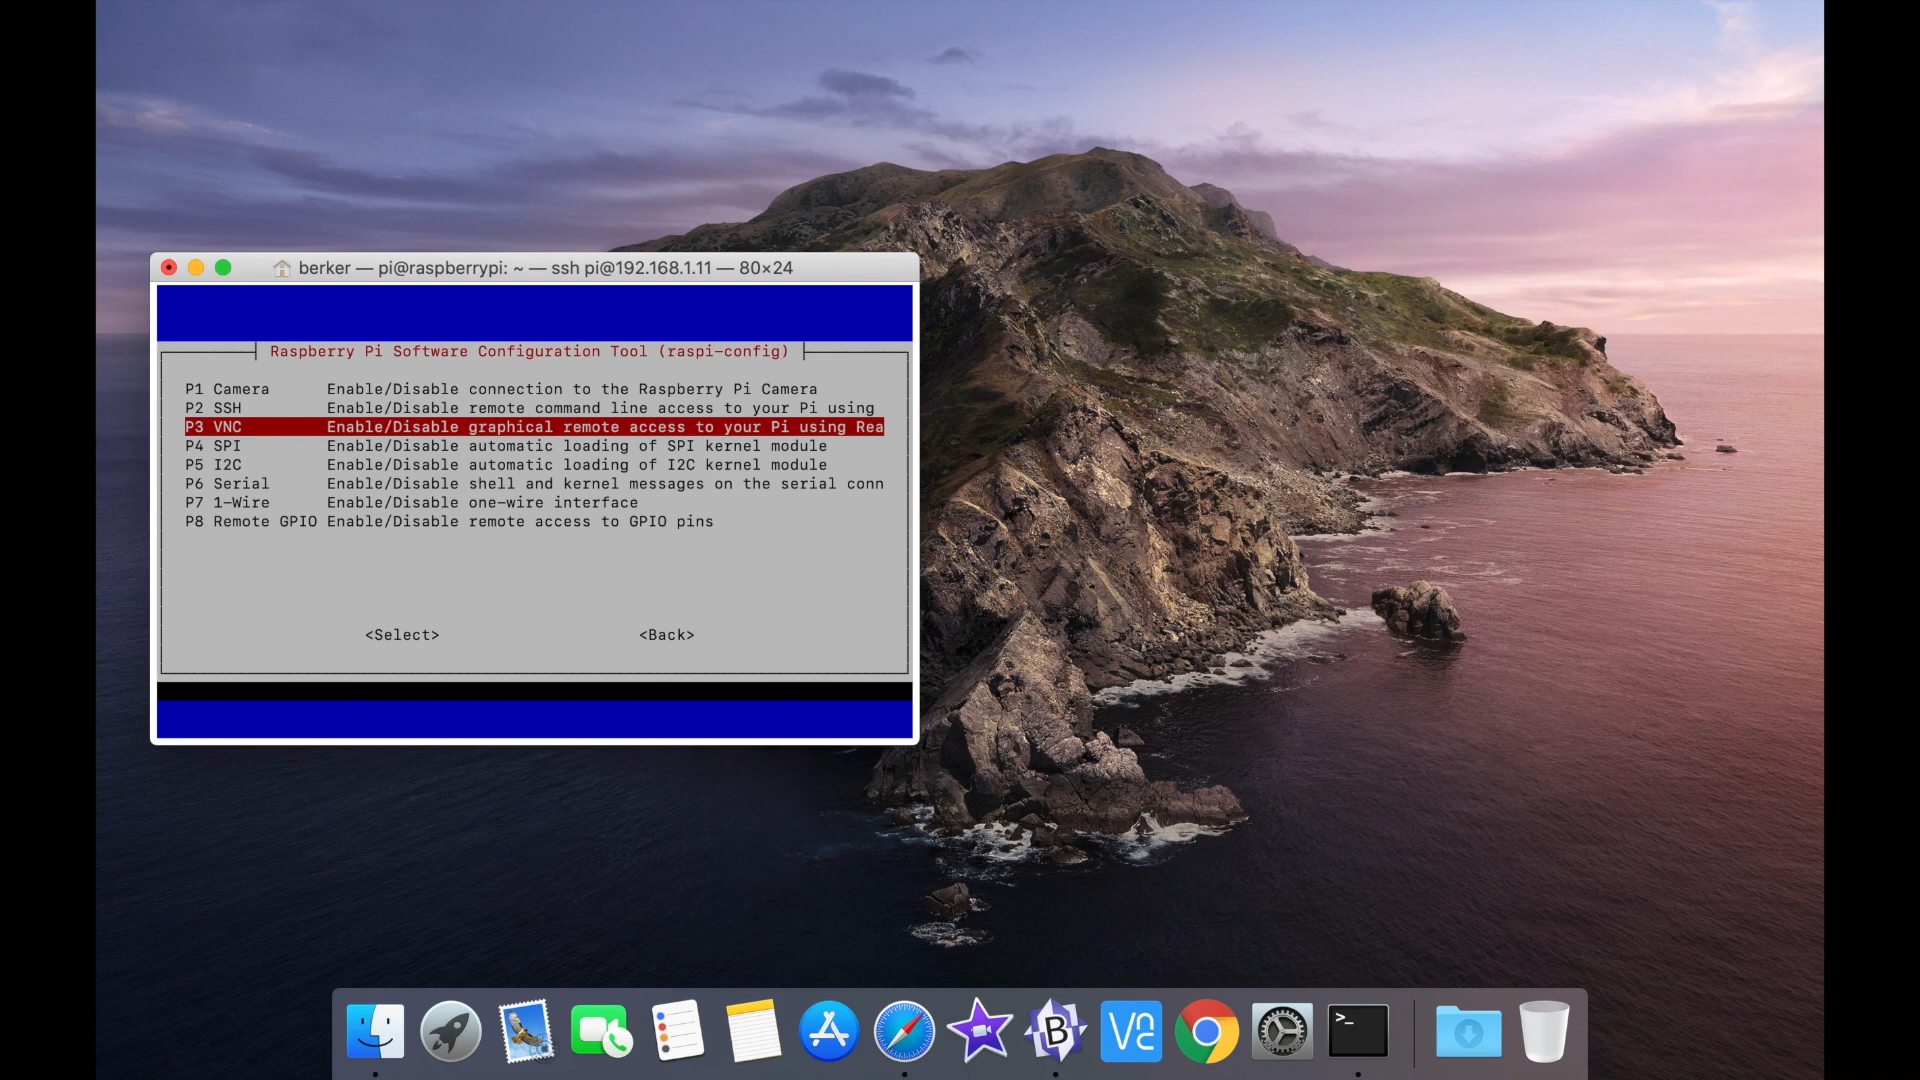 berker — pi@raspberrypi: ~ — ssh pi@192.168.1.11 — 80×24
Raspberry Pi Software Configuration Tool (raspi-config)
P1 Camera Enable/Disable connection to the Raspberry Pi Camera
P2 SSH Enable/Disable remote command line access to your Pi using
P3 VNC Enable/Disable graphical remote access to your Pi using Rea
P4 SPI Enable/Disable automatic loading of SPI kernel module
P5 I2C Enable/Disable automatic loading of I2C kernel module
P6 Serial Enable/Disable shell and kernel messages on the serial conn
P7 1-Wire Enable/Disable one-wire interface
P8 Remote GPIO Enable/Disable remote access to GPIO pins
<Select> <Back>
B
>_